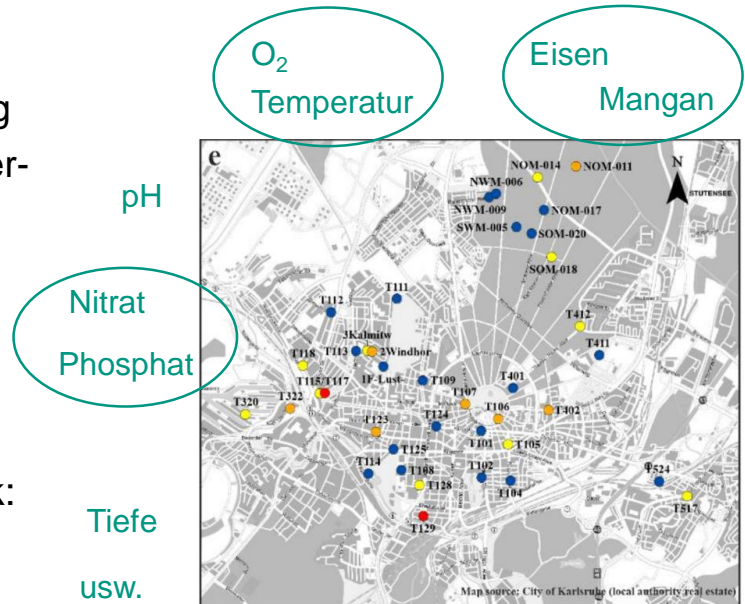 O₂
Temperatur
Eisen
Mangan
g
er-
pH
Nitrat
Phosphat
k:
Tiefe
usw.
e
NOM-014
NOM-011
N
NWM-006
STUTENSEE
NWM-009
NOM-017
SWM-005
SOM-020
SOM-018
T111
T112
T412
3Kalmitw
T113
2Windhor
T411
T118
1F-Lust-
T109
T401
T115/T117
T320
T322
T107
T106
T402
T123
T124
T101
T105
T125
T114
T108
T102
T104
T128
T524
T517
T129
Map source: City of Karlsruhe (local authority real estate)